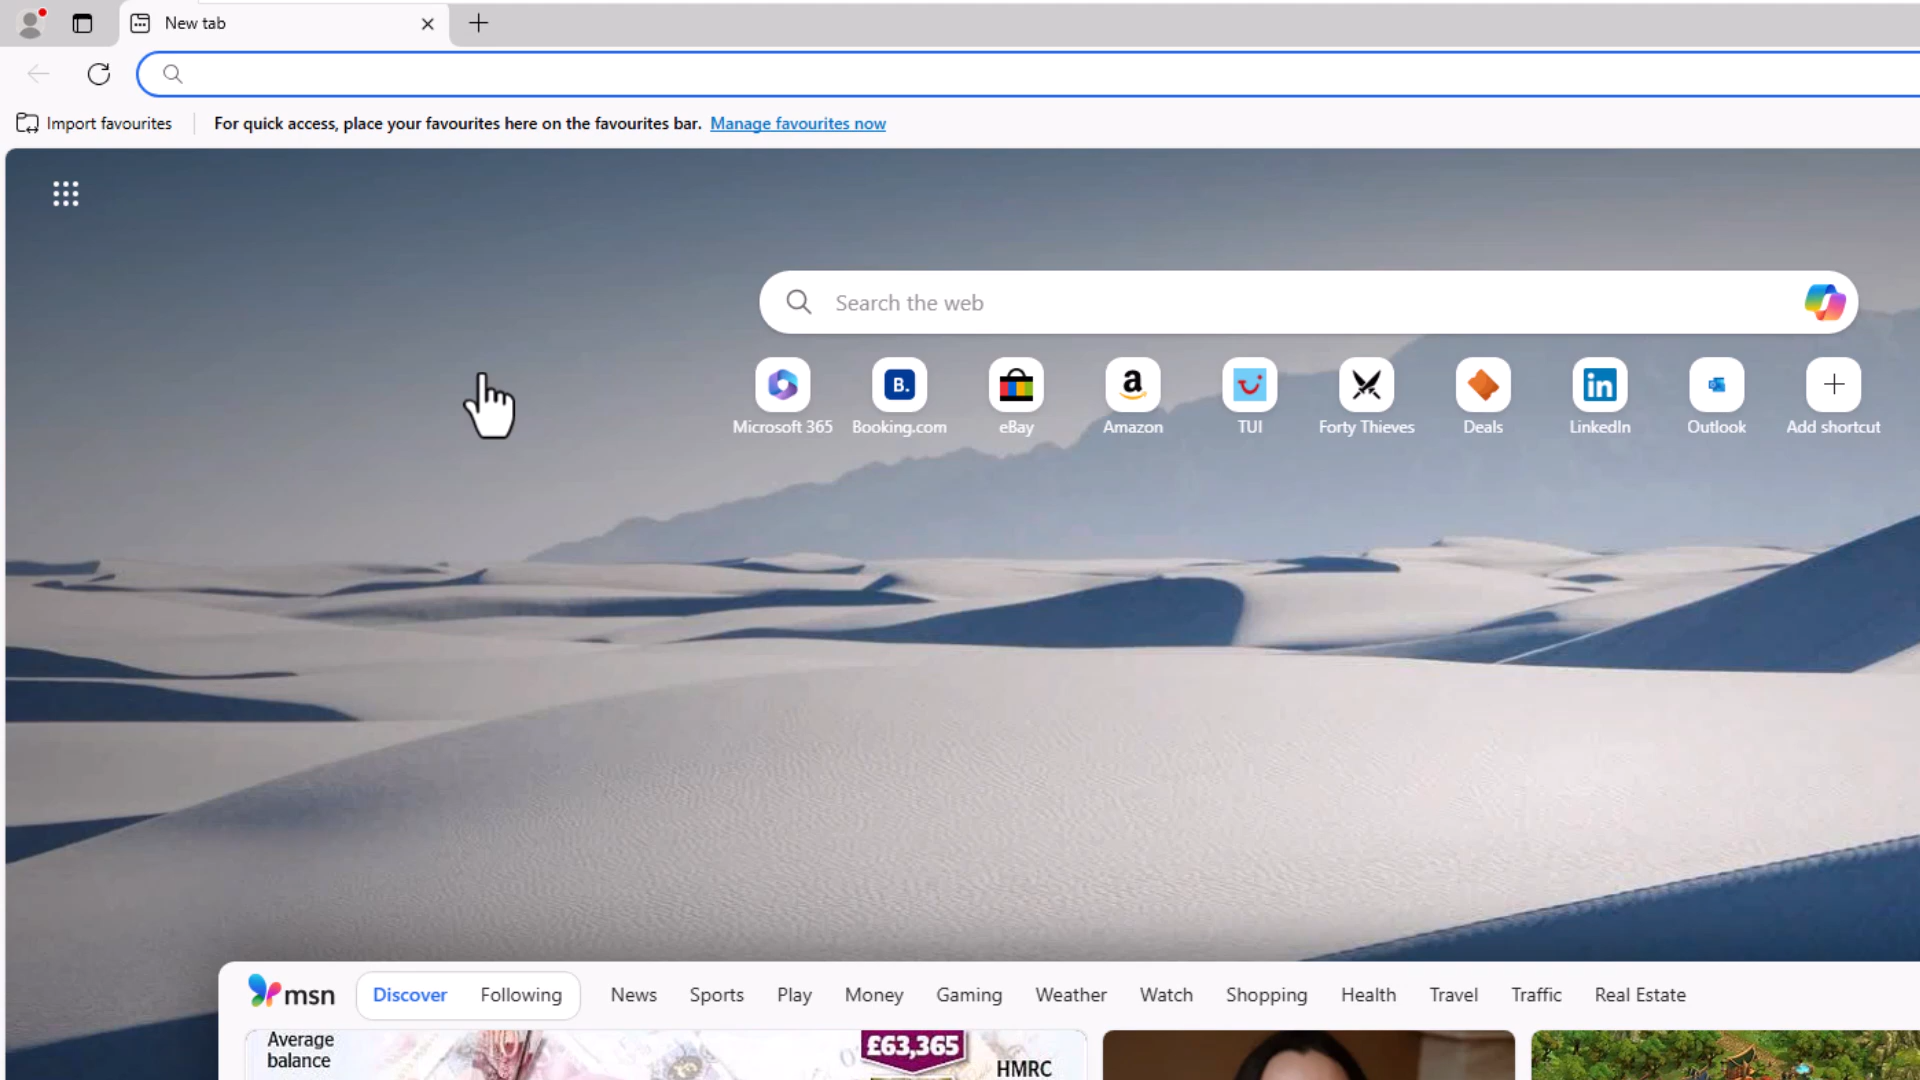 New tab
Import favourites
For quick access, place your favourites here on the favourites bar. Manage favourites now
Search the web
B.
a
in
Microsoft 365 Booking.com eBay Amazon TUI Forty Thieves Deals LinkedIn Outlook Add shortcut
msn Discover Following News Sports Play Money Gaming Weather Watch Shopping Health Travel Traffic Real Estate
Average
balance
£63,365
HMRC